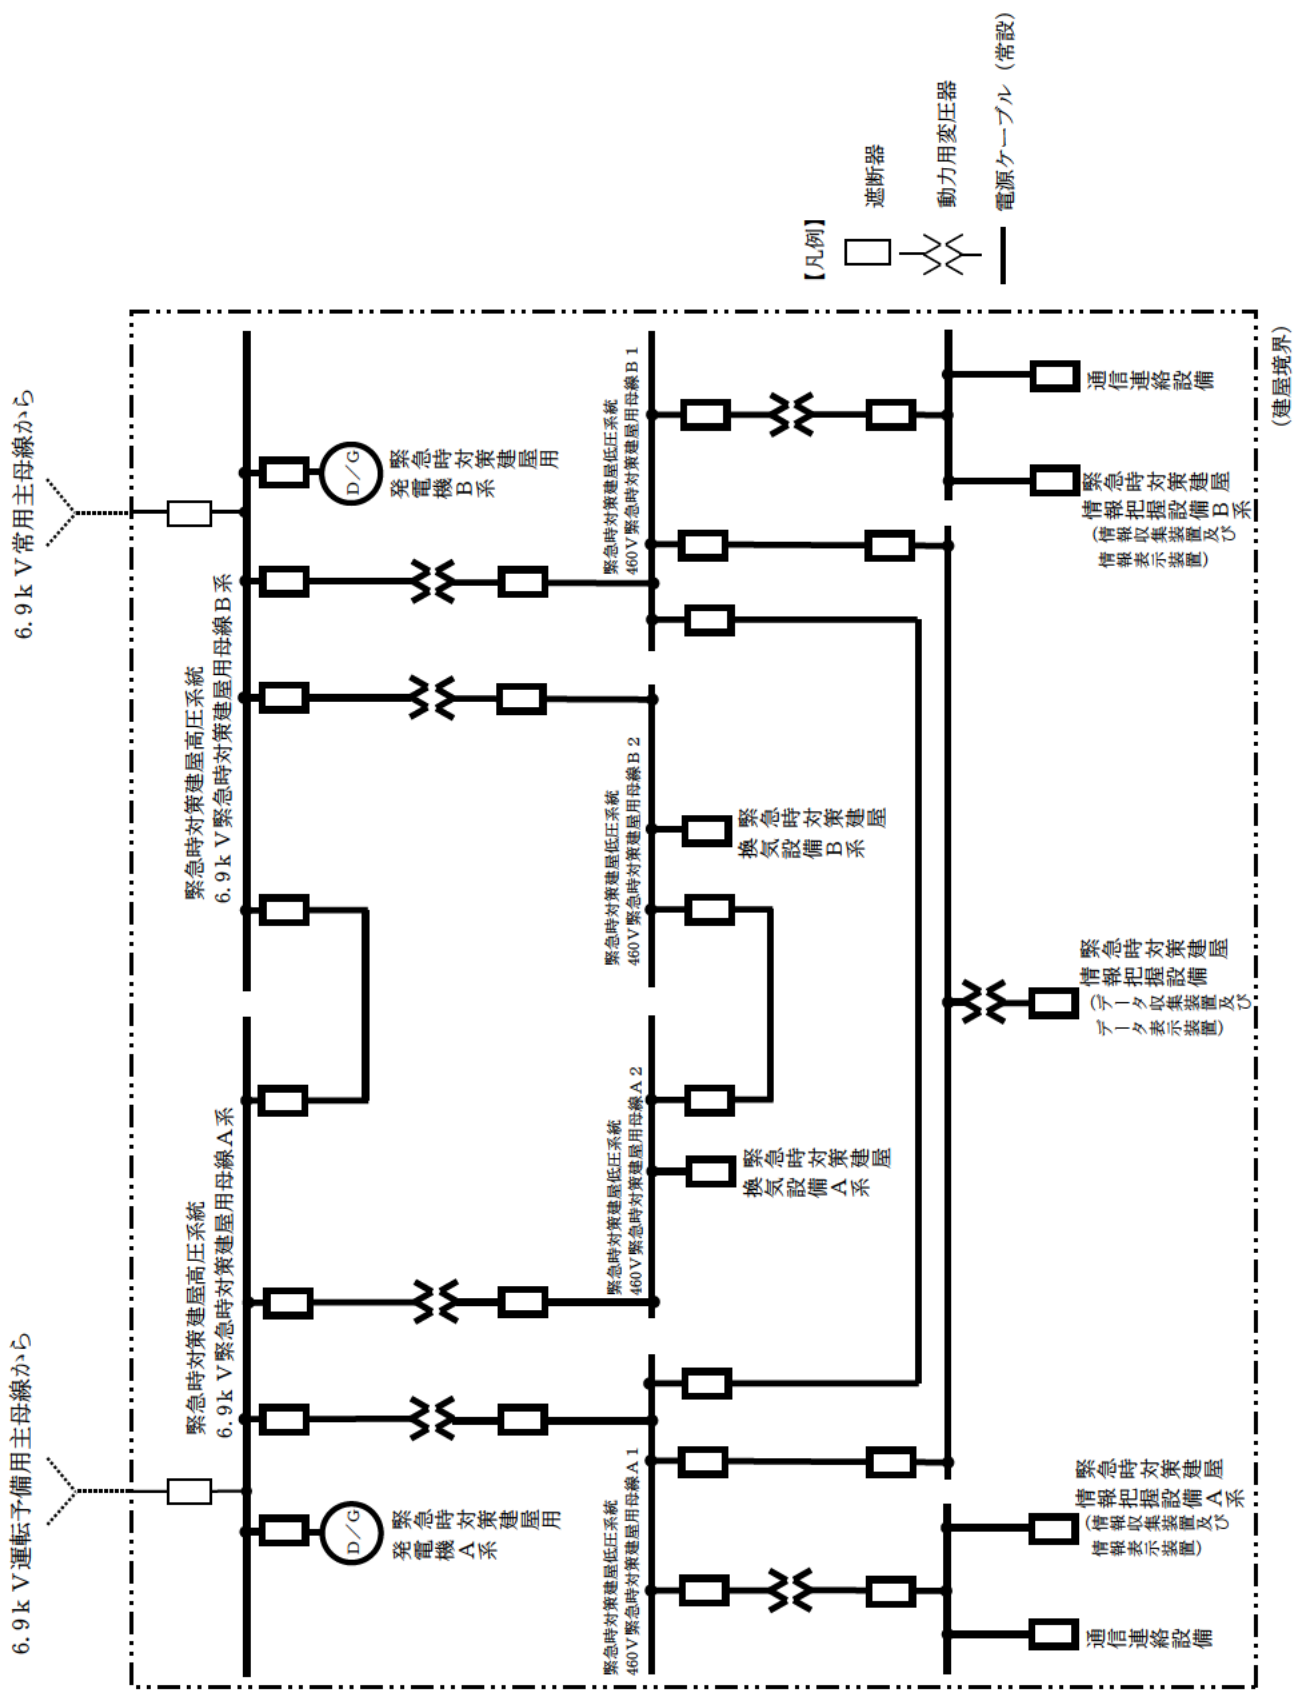 6.9kV運転予備用主母線から
6.9kV常用主母線から
緊急時対策建屋高圧系統
6.9kV緊急時対策建屋用母線A系
緊急時対策建屋高圧系統
6.9kV緊急時対策建屋用母線B系
D/G
緊急時対策建屋用
発電機A系
D/G
緊急時対策建屋用
発電機B系
緊急時対策建屋低圧系統
460V緊急時対策建屋用母線A1
緊急時対策建屋低圧系統
460V緊急時対策建屋用母線A2
緊急時対策建屋低圧系統
460V緊急時対策建屋用母線B2
緊急時対策建屋低圧系統
460V緊急時対策建屋用母線B1
緊急時対策建屋
換気設備A系
緊急時対策建屋
換気設備B系
通信連絡設備
緊急時対策建屋
情報把握設備A系
(情報収集装置及び
情報表示装置)
緊急時対策建屋
情報把握設備
(データ収集装置及び
データ表示装置)
緊急時対策建屋
情報把握設備B系
(情報収集装置及び
情報表示装置)
通信連絡設備
(建屋境界)
【凡例】
遮断器
動力用変圧器
電源ケーブル(常設)